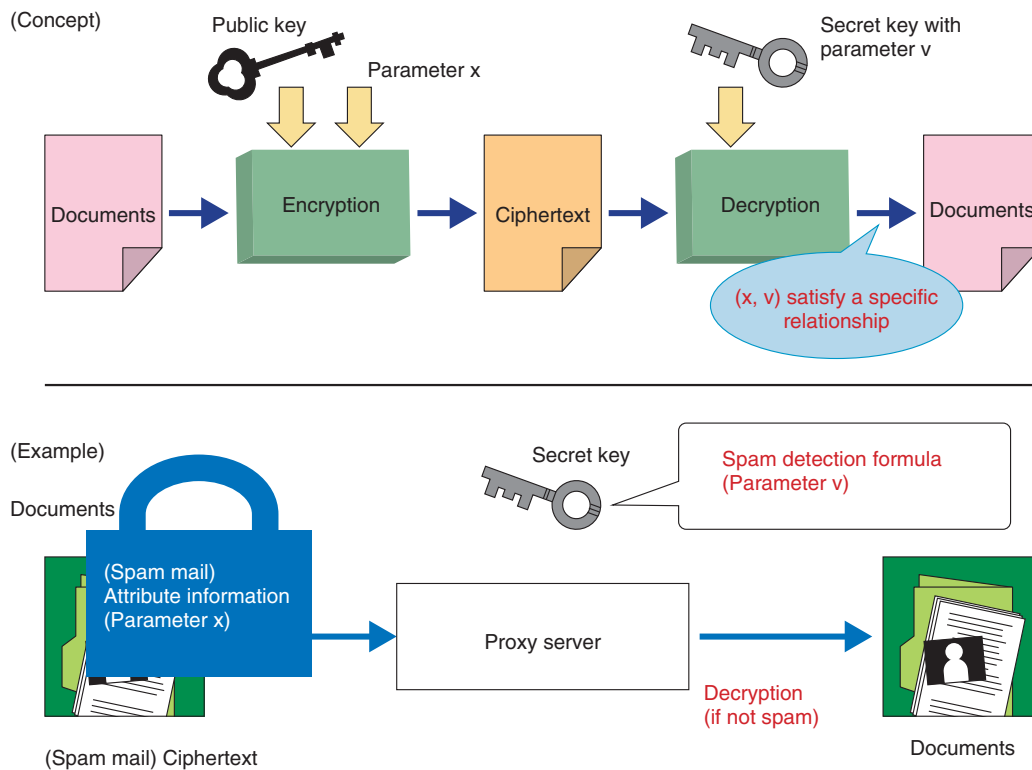 (Concept)
Public key
Parameter x
Secret key with
parameter v
Documents
Encryption
Ciphertext
Decryption
Documents
(x, v) satisfy a specific
relationship
(Example)
Documents
Secret key
Spam detection formula
(Parameter v)
(Spam mail)
Attribute information
(Parameter x)
Proxy server
Decryption
(if not spam)
(Spam mail) Ciphertext
Documents